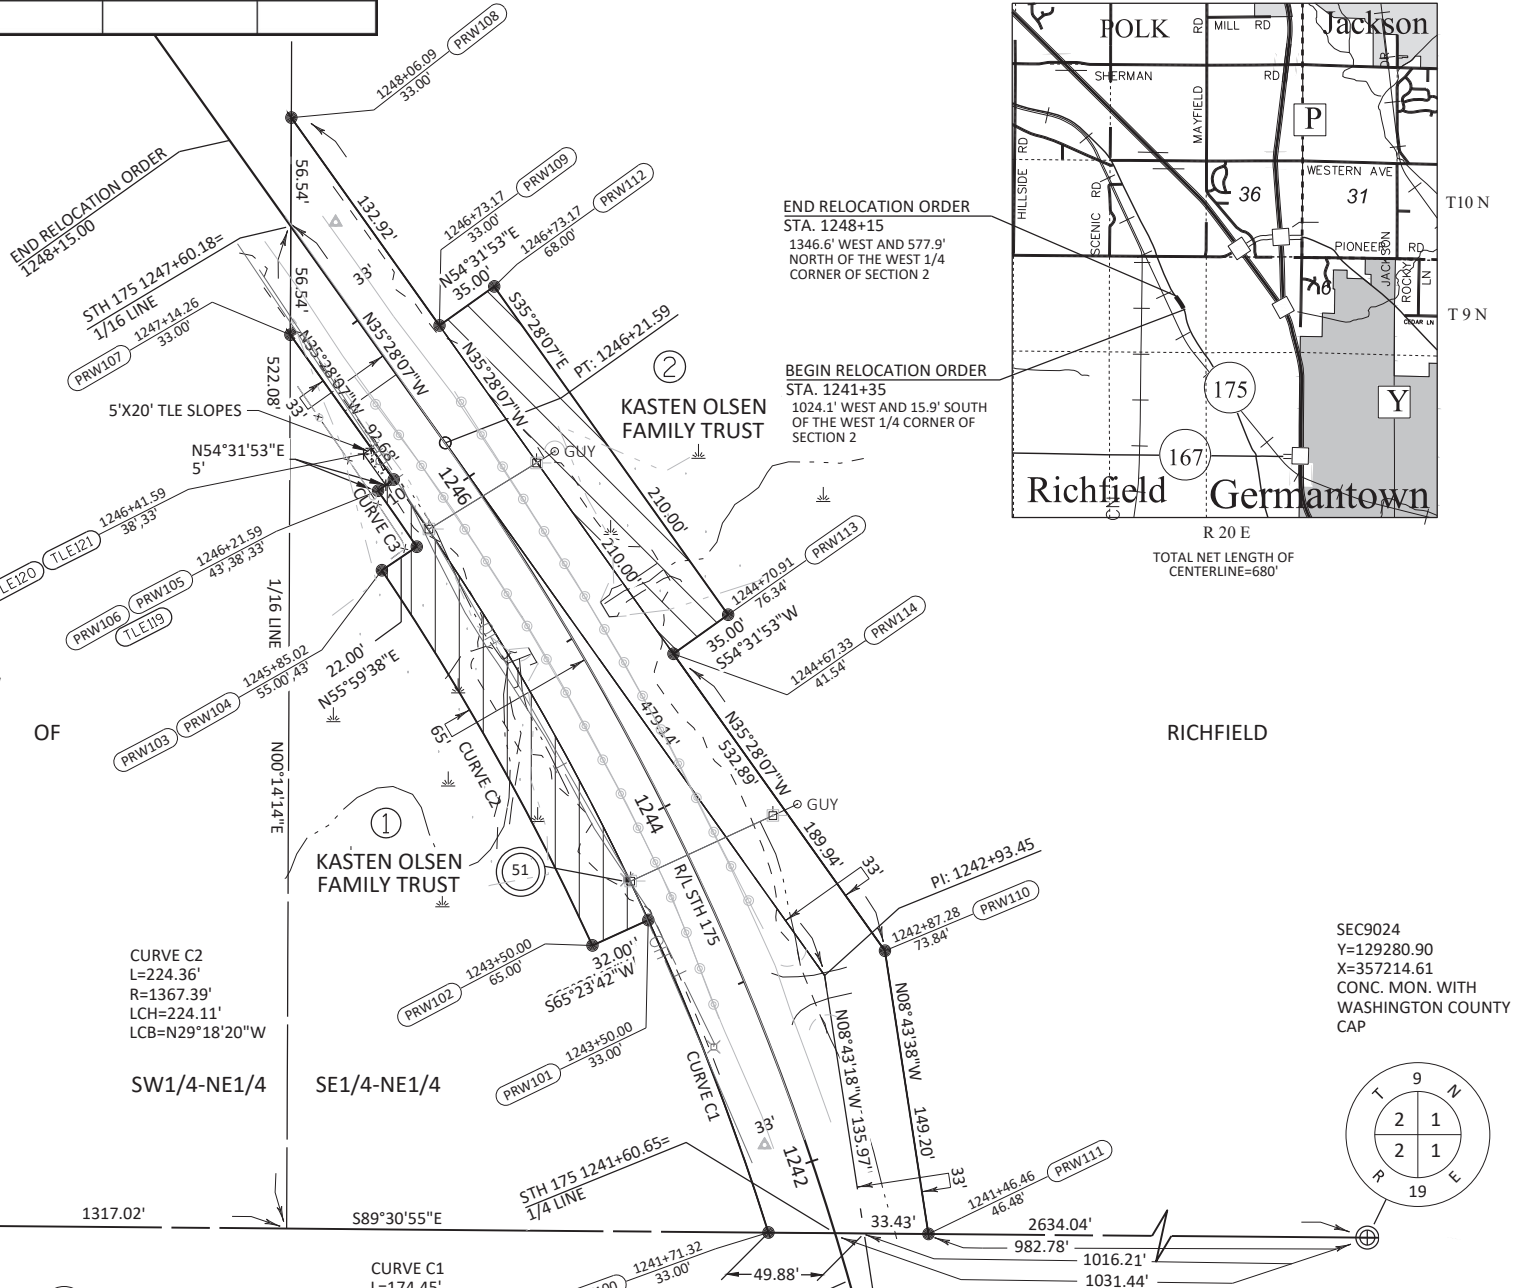 1248+06.09
33.00'
PRW108
END RELOCATION ORDER
1248+15.00
56.54'
132.92'
1246+73.17
33.00'
PRW109
N54°31'53"E
35.00'
1246+73.17
68.00'
PRW112
STH 175 1247+60.18=
1/16 LINE
56.54'
33'
S35°28'07"E
1247+14.26
33.00'
PRW107
N35°28'07"W
N35°28'07"W
N35°28'07"W
PT: 1246+21.59
2
KASTEN OLSEN
FAMILY TRUST
522.08'
33'
5'X20' TLE SLOPES
92.68'
N54°31'53"E
5'
10'
GUY
1246
CURVE C3
210.00'
210.00'
1246+41.59
38',33'
TLE121
1246+21.59
43',38',33'
PRW105
PRW106
TLE119
1/16 LINE
1244+70.91
76.34'
PRW113
35.00'
S54°31'53"W
1244+67.33
41.54'
PRW114
22.00'
N55°59'38"E
1245+85.02
55.00',43'
PRW104
PRW103
OF
RICHFIELD
65'
CURVE C2
479.14'
N35°28'07"W
532.89'
N00°14'14"E
1
KASTEN OLSEN
FAMILY TRUST
51
1244
GUY
189.94'
33'
PI: 1242+93.45
R/L STH 175
1242+87.28
73.84'
PRW110
32.00'
S65°23'42"W
1243+50.00
65.00'
PRW102
CURVE C2
L=224.36'
R=1367.39'
LCH=224.11'
LCB=N29°18'20"W
1243+50.00
33.00'
PRW101
N08°43'38"W
N08°43'18"W 135.97'
149.20'
SW1/4-NE1/4
SE1/4-NE1/4
CURVE C1
33'
1242
STH 175 1241+60.65=
1/4 LINE
33'
1241+46.46
46.48'
PRW111
1317.02'
S89°30'55"E
33.43'
2634.04'
982.78'
1016.21'
1031.44'
49.88'
1241+71.32
33.00'
CURVE C1
L=174.45'
SEC9024
Y=129280.90
X=357214.61
CONC. MON. WITH
WASHINGTON COUNTY
CAP
T 9 N
2 1
2 1
R 19 E
END RELOCATION ORDER
STA. 1248+15
1346.6' WEST AND 577.9'
NORTH OF THE WEST 1/4
CORNER OF SECTION 2
BEGIN RELOCATION ORDER
STA. 1241+35
1024.1' WEST AND 15.9' SOUTH
OF THE WEST 1/4 CORNER OF
SECTION 2
POLK
RD
MILL RD
Jackson
DR
SHERMAN RD
MAYFIELD
P
HILLSIDE RD
SCENIC RD
36
WESTERN AVE
31
T10 N
PIONEER RD
JACKSON
ROCKY LN
6
CEDAR LN
T 9 N
175
Y
167
Richfield
Germantown
CN
R 20 E
TOTAL NET LENGTH OF
CENTERLINE=680'